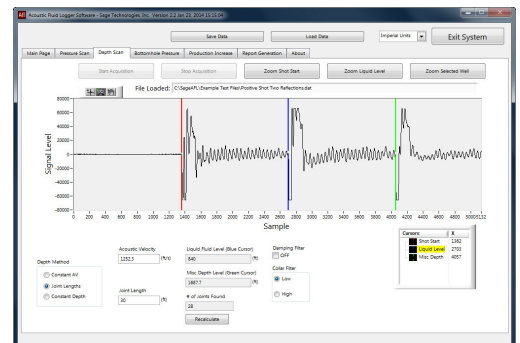 Acoustic Fluid Logger Software - Sage Technologies Inc. Version 2.2 Jan 23, 2014 15:15:04
Save Data Load Data Imperial Units Exit System
Main Page Pressure Scan Depth Scan Bottomhole Pressure Production Increase Report Generation About
Start Acquisition Stop Acquisition Zoom Shot Start Zoom Liquid Level Zoom Selected Well
File Loaded: C:\SageAFL\Example Test Files\Positive Shot Two Reflections.dat
Signal Level
80000
60000
40000
20000
0
-20000
-40000
-60000
-80000
0 200 400 600 800 1000 1200 1400 1600 1800 2000 2200 2400 2600 2800 3000 3200 3400 3600 3800 4000 4200 4400 4600 4800 5000 5112
Sample
Cursors: X
Shot Start 1362
Liquid Level 2703
Misc Depth 4057
Depth Method
Constant AV
Joint Lengths
Constant Depth
Acoustic Velocity
1252.3 (ft/s)
Joint Length
30 (ft)
Liquid Fluid Level (Blue Cursor)
840 (ft)
Misc Depth Level (Green Cursor)
1687.7 (ft)
# of Joints Found
28
Recalculate
Damping Filter
OFF
Collar Filter
Low
High